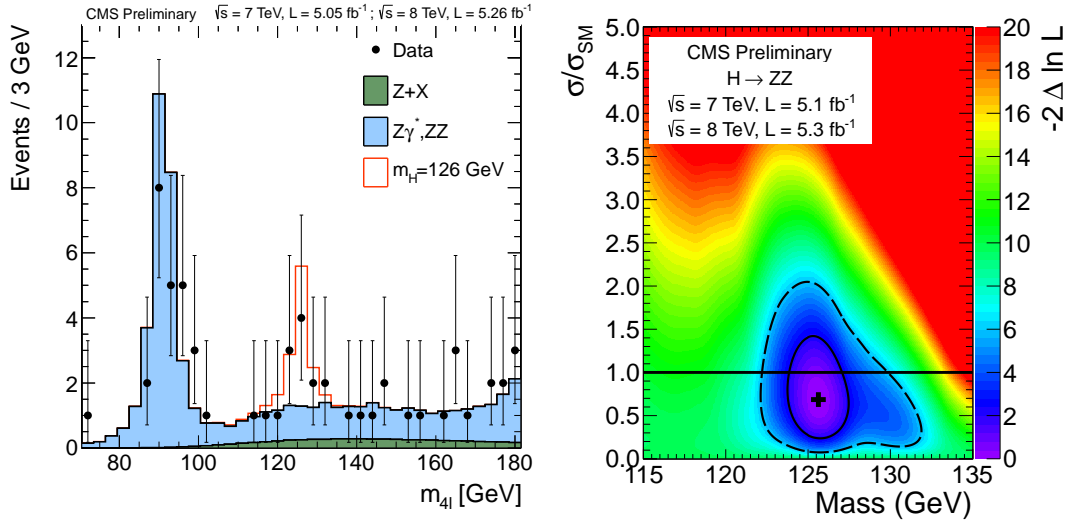 CMS Preliminary √s = 7 TeV, L = 5.05 fb⁻¹ ; √s = 8 TeV, L = 5.26 fb⁻¹
Events / 3 GeV
12
10
8
6
4
2
0
Data
Z+X
Zγ*,ZZ
m_H=126 GeV
80 100 120 140 160 180
m_4l [GeV]
σ/σ_SM
5.0
4.5
4.0
3.5
3.0
2.5
2.0
1.5
1.0
0.5
0.0
CMS Preliminary
H → ZZ
√s = 7 TeV, L = 5.1 fb⁻¹
√s = 8 TeV, L = 5.3 fb⁻¹
115 120 125 130 135
Mass (GeV)
20
18
16
14
12
10
8
6
4
2
0
-2 Δ ln L